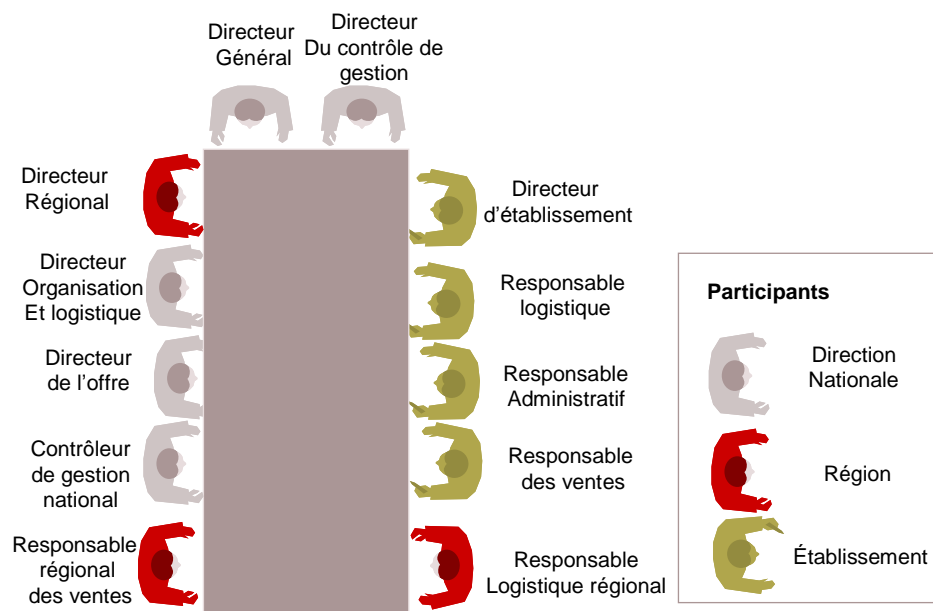 Directeur
Général
Directeur
Du contrôle de
gestion
Directeur
Régional
Directeur
Organisation
Et logistique
Directeur
de l’offre
Contrôleur
de gestion
national
Responsable
régional
des ventes
Directeur
d’établissement
Responsable
logistique
Responsable
Administratif
Responsable
des ventes
Responsable
Logistique régional
Participants
Direction
Nationale
Région
Établissement